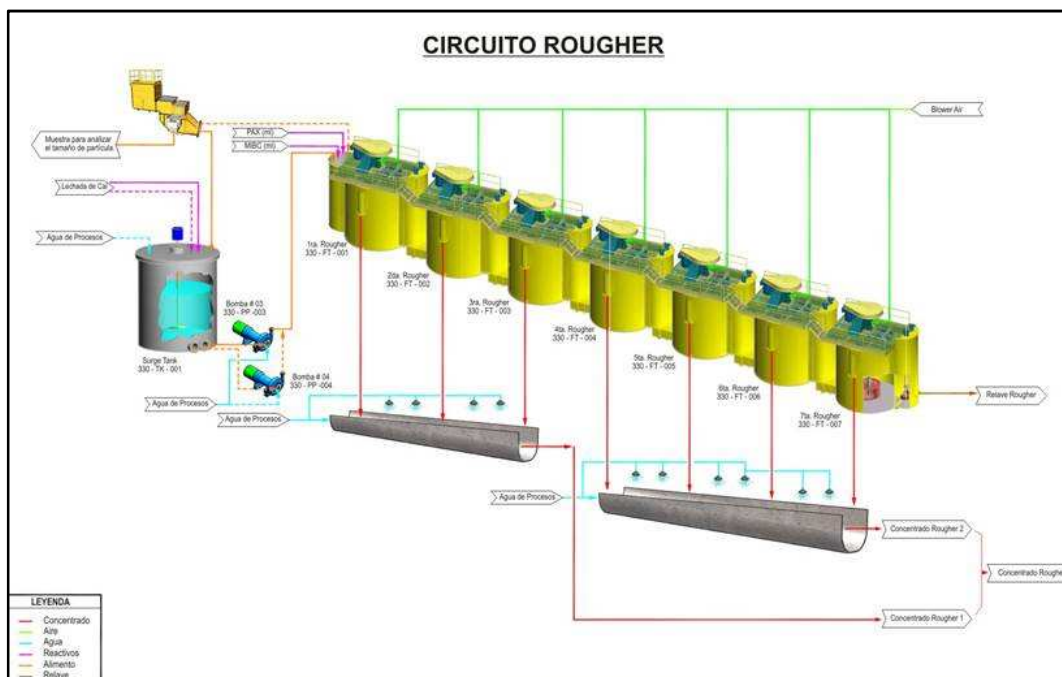 CIRCUITO ROUGHER
Blower Air
PAX (ml)
MIBC (ml)
Muestra para analizar
el tamaño de partícula
Lechada de Cal
Agua de Procesos
1ra. Rougher
330 - FT - 001
2da. Rougher
330 - FT - 002
3ra. Rougher
330 - FT - 003
4ta. Rougher
330 - FT - 004
5ta. Rougher
330 - FT - 005
6ta. Rougher
330 - FT - 006
7ta. Rougher
330 - FT - 007
Bomba # 03
330 - PP -003
Surge Tank
330 - TK - 001
Bomba # 04
330 - PP -004
Agua de Procesos
Agua de Procesos
Relave Rougher
Agua de Procesos
Concentrado Rougher 2
Concentrado Roughe
Concentrado Rougher 1
LEYENDA
Concentrado
Aire
Agua
Reactivos
Alimento
Relave